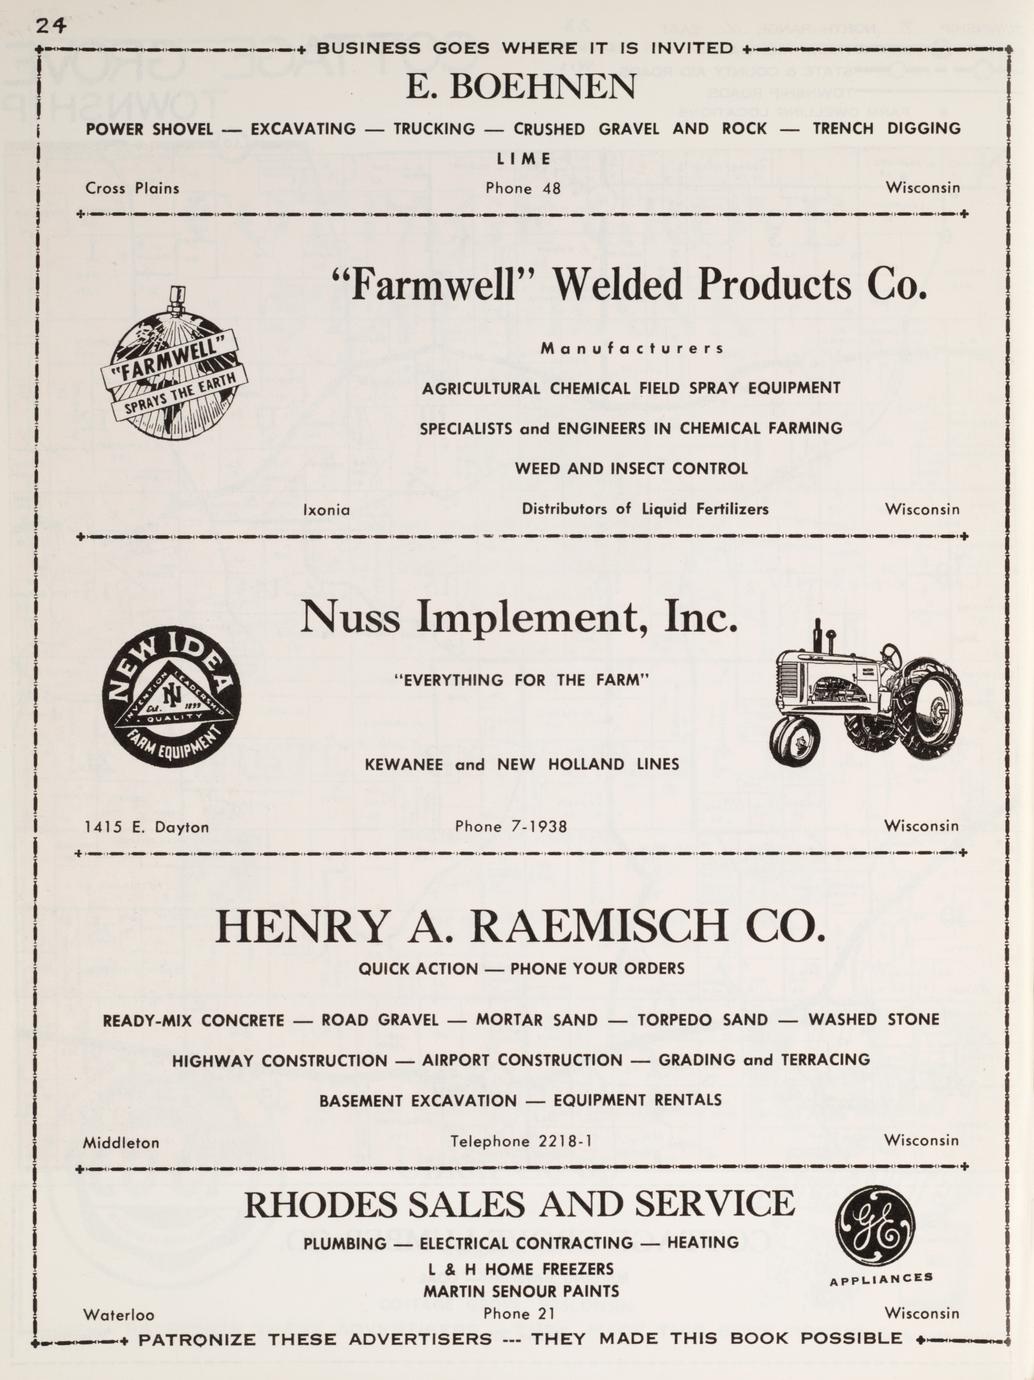 24
BUSINESS GOES WHERE IT IS INVITED
E. BOEHNEN
POWER SHOVEL — EXCAVATING — TRUCKING — CRUSHED GRAVEL AND ROCK — TRENCH DIGGING
LIME
Cross Plains Phone 48 Wisconsin
"Farmwell" Welded Products Co.
"FARMWELL"
SPRAYS THE EARTH
Manufacturers
AGRICULTURAL CHEMICAL FIELD SPRAY EQUIPMENT
SPECIALISTS and ENGINEERS IN CHEMICAL FARMING
WEED AND INSECT CONTROL
Ixonia Distributors of Liquid Fertilizers Wisconsin
Nuss Implement, Inc.
NEW IDEA
INVENTION LEADERSHIP
NI
Est. 1899
QUALITY
FARM EQUIPMENT
"EVERYTHING FOR THE FARM"
KEWANEE and NEW HOLLAND LINES
1415 E. Dayton Phone 7-1938 Wisconsin
HENRY A. RAEMISCH CO.
QUICK ACTION — PHONE YOUR ORDERS
READY-MIX CONCRETE — ROAD GRAVEL — MORTAR SAND — TORPEDO SAND — WASHED STONE
HIGHWAY CONSTRUCTION — AIRPORT CONSTRUCTION — GRADING and TERRACING
BASEMENT EXCAVATION — EQUIPMENT RENTALS
Middleton Telephone 2218-1 Wisconsin
RHODES SALES AND SERVICE
PLUMBING — ELECTRICAL CONTRACTING — HEATING
L & H HOME FREEZERS
MARTIN SENOUR PAINTS
GE
APPLIANCES
Waterloo Phone 21 Wisconsin
PATRONIZE THESE ADVERTISERS --- THEY MADE THIS BOOK POSSIBLE